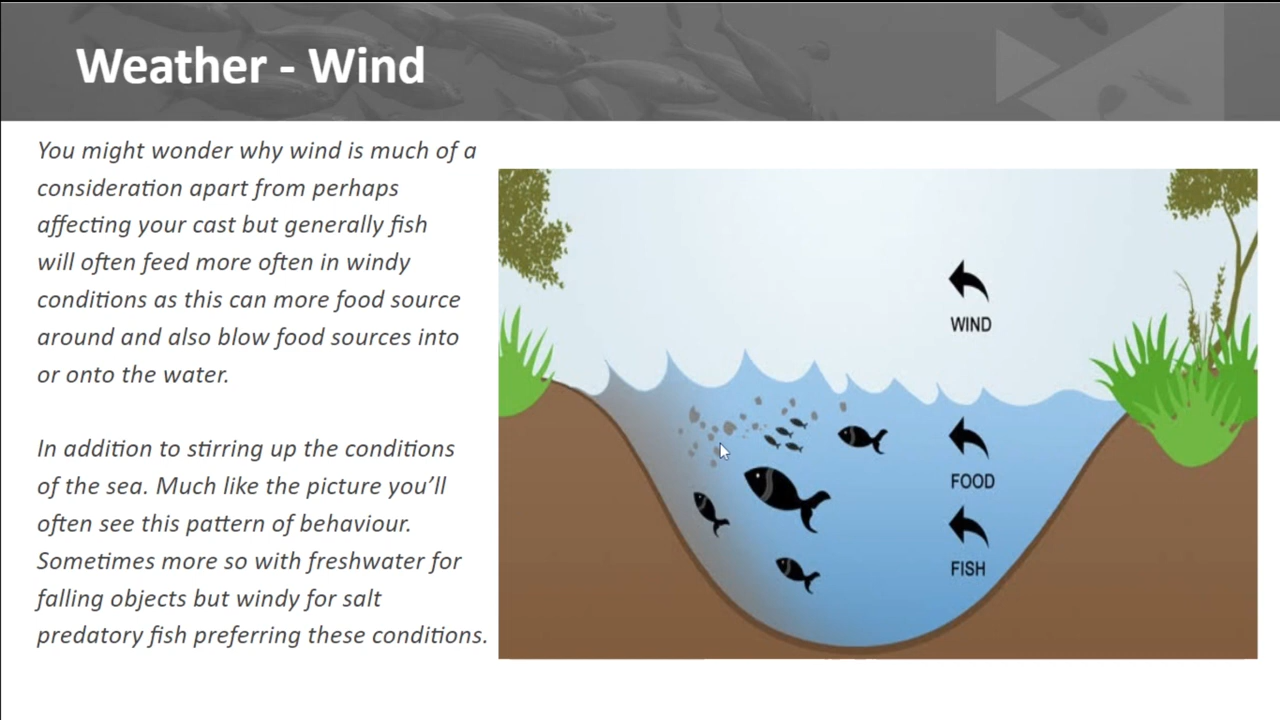 Weather - Wind
You might wonder why wind is much of a
consideration apart from perhaps
affecting your cast but generally fish
will often feed more often in windy
conditions as this can more food source
around and also blow food sources into
or onto the water.
In addition to stirring up the conditions
of the sea. Much like the picture you’ll
often see this pattern of behaviour.
Sometimes more so with freshwater for
falling objects but windy for salt
predatory fish preferring these conditions.
WIND
FOOD
FISH